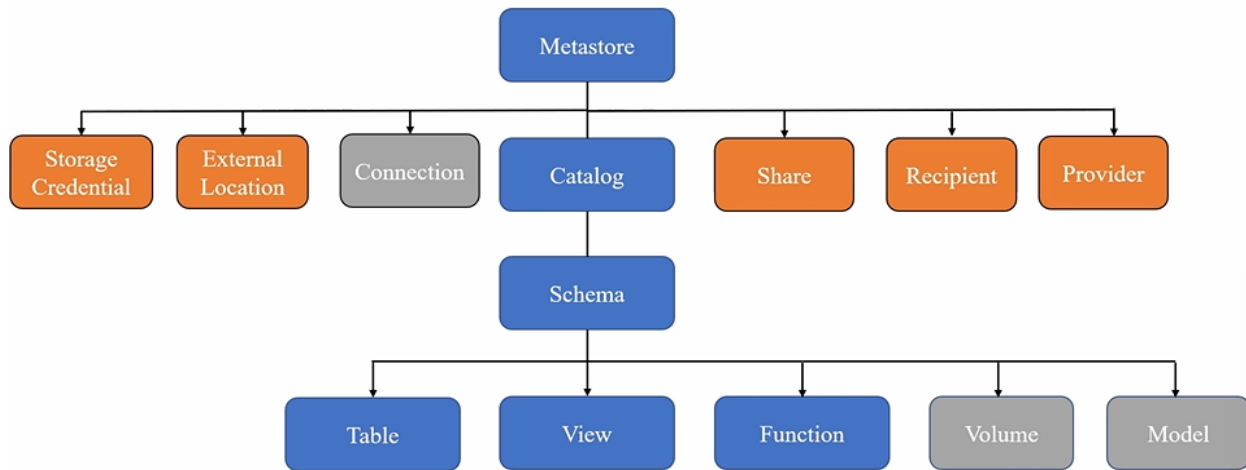 Metastore
Storage
Credential
External
Location
Connection
Catalog
Share
Recipient
Provider
Schema
Table
View
Function
Volume
Model